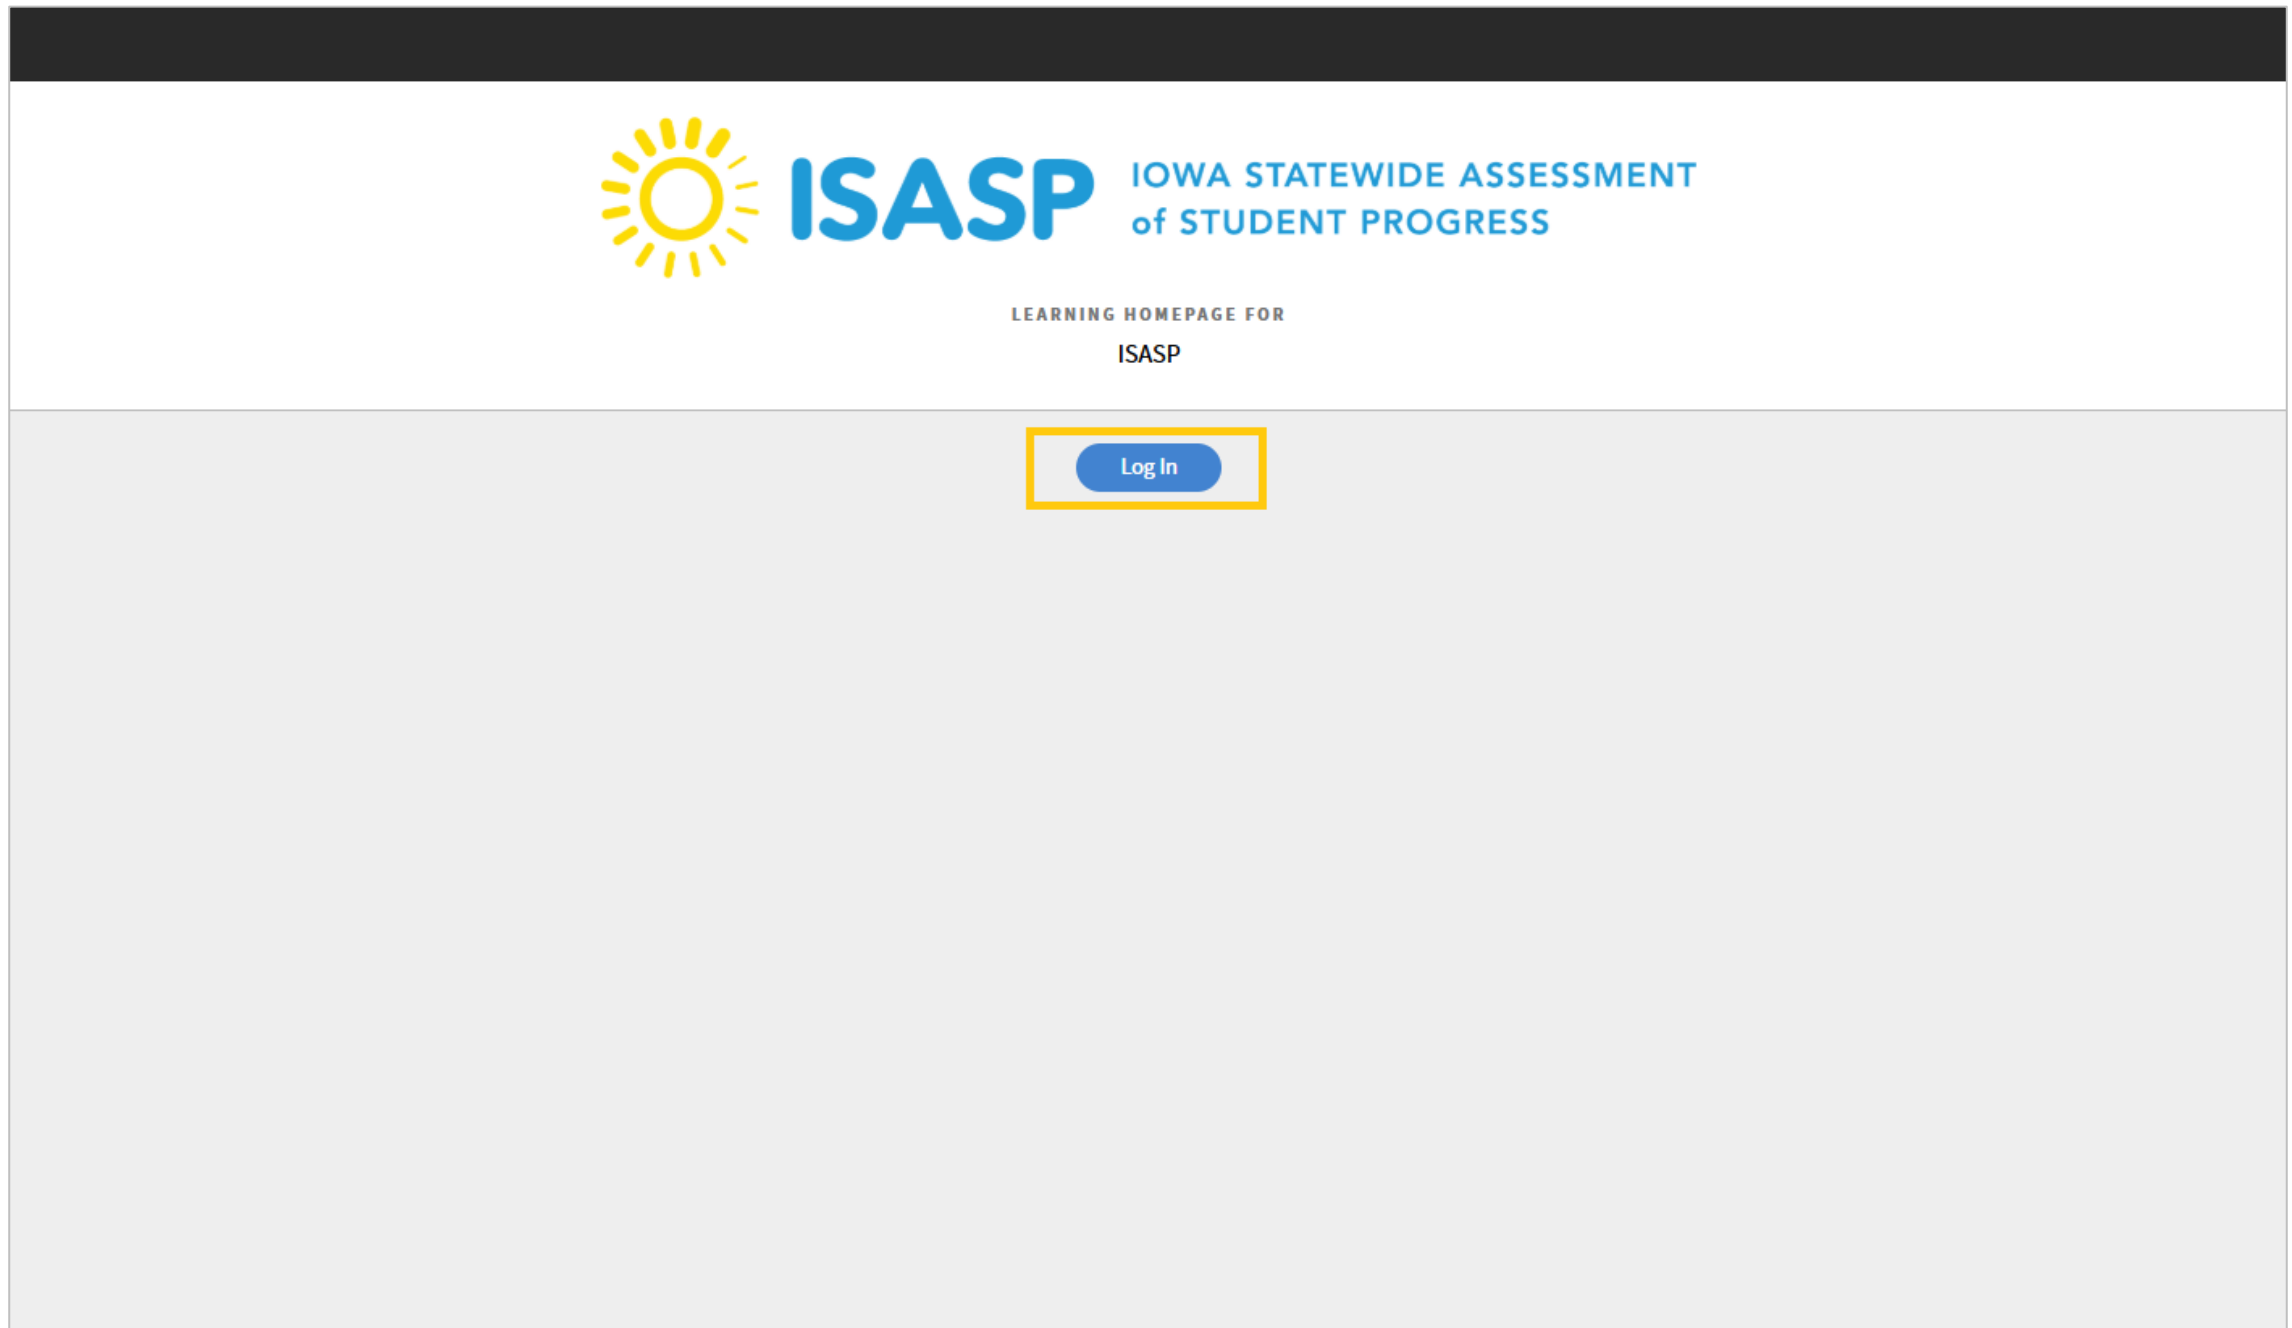 ISASP
IOWA STATEWIDE ASSESSMENT
of STUDENT PROGRESS
LEARNING HOMEPAGE FOR
ISASP
Log In